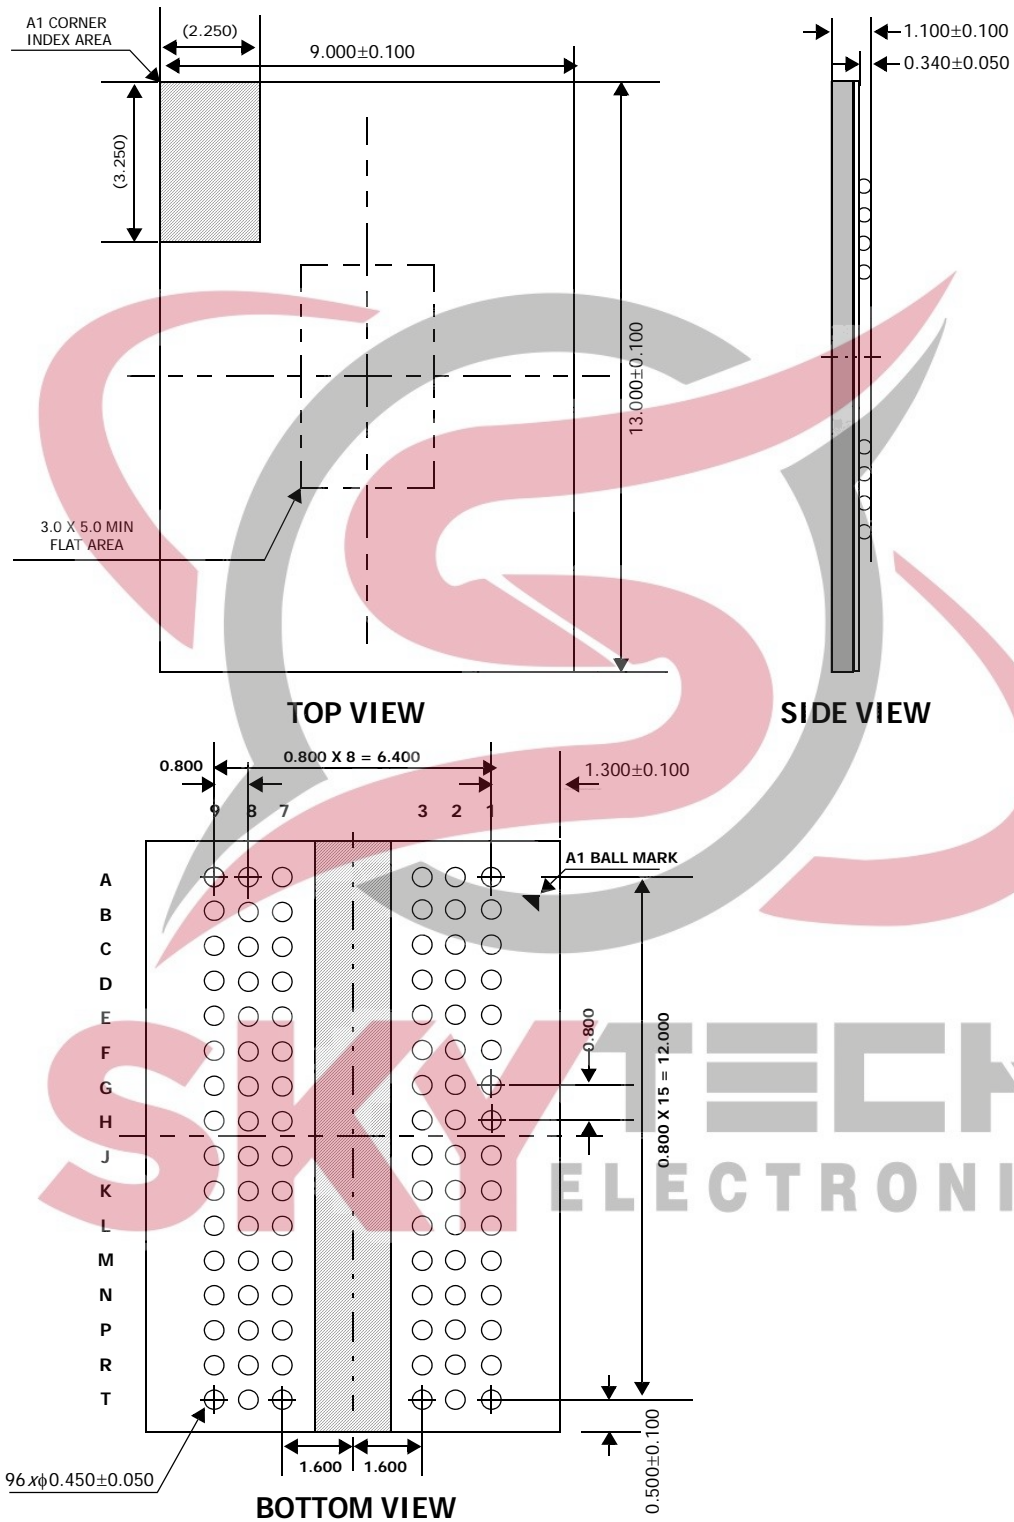 A1 CORNER
INDEX AREA
(2.250)
9.000±0.100
(3.250)
13.000±0.100
3.0 X 5.0 MIN
FLAT AREA
TOP VIEW
1.100±0.100
0.340±0.050
SIDE VIEW
0.800
0.800 X 8 = 6.400
1.300±0.100
9 8 7 3 2 1
A1 BALL MARK
A
B
C
D
E
F
G
H
J
K
L
M
N
P
R
T
0.800
0.800 X 15 = 12.000
0.500±0.100
1.600 1.600
96xϕ0.450±0.050
BOTTOM VIEW
SKYTECH
ELECTRONI